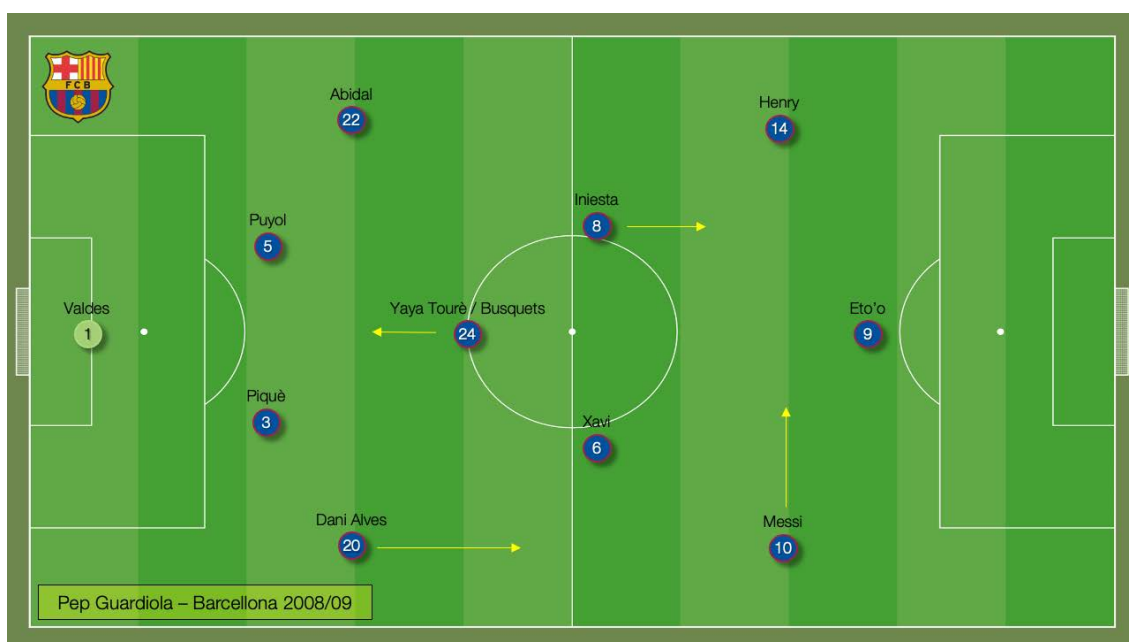 FCB
Abidal
22
Henry
14
Puyol
5
Iniesta
8
Valdes
1
Yaya Tourè / Busquets
24
Eto'o
9
Piquè
3
Xavi
6
Dani Alves
20
Messi
10
Pep Guardiola – Barcellona 2008/09